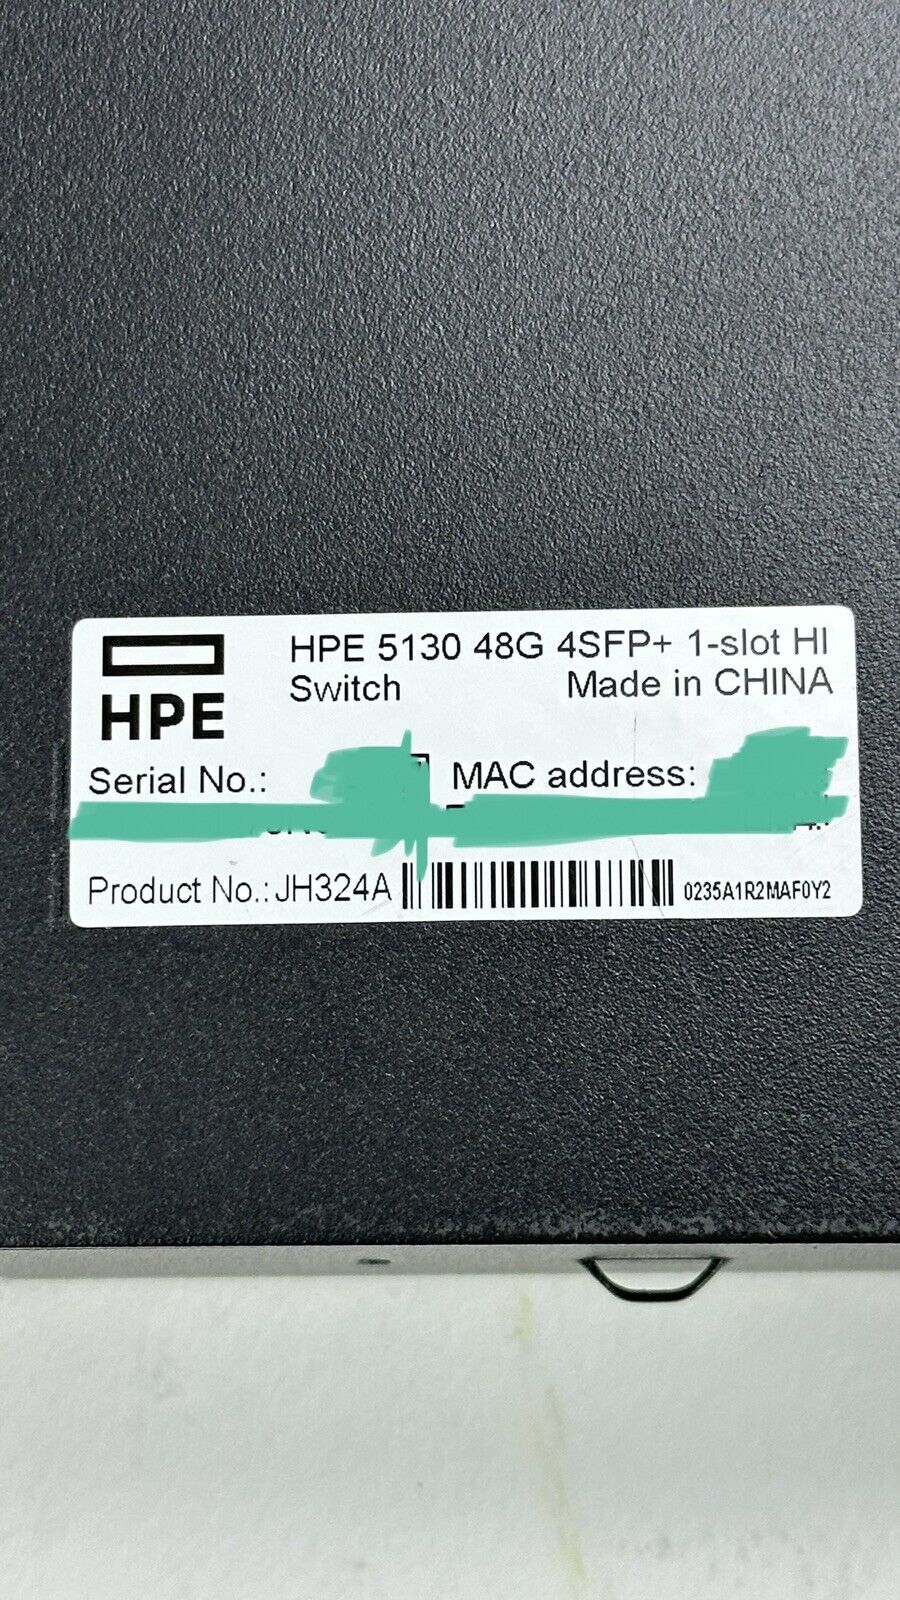 HPE 5130 48G 4SFP+ 1-slot HI
Switch Made in CHINA
HPE
Serial No.: MAC address:
Product No.: JH324A 0235A1R2MAF0Y2